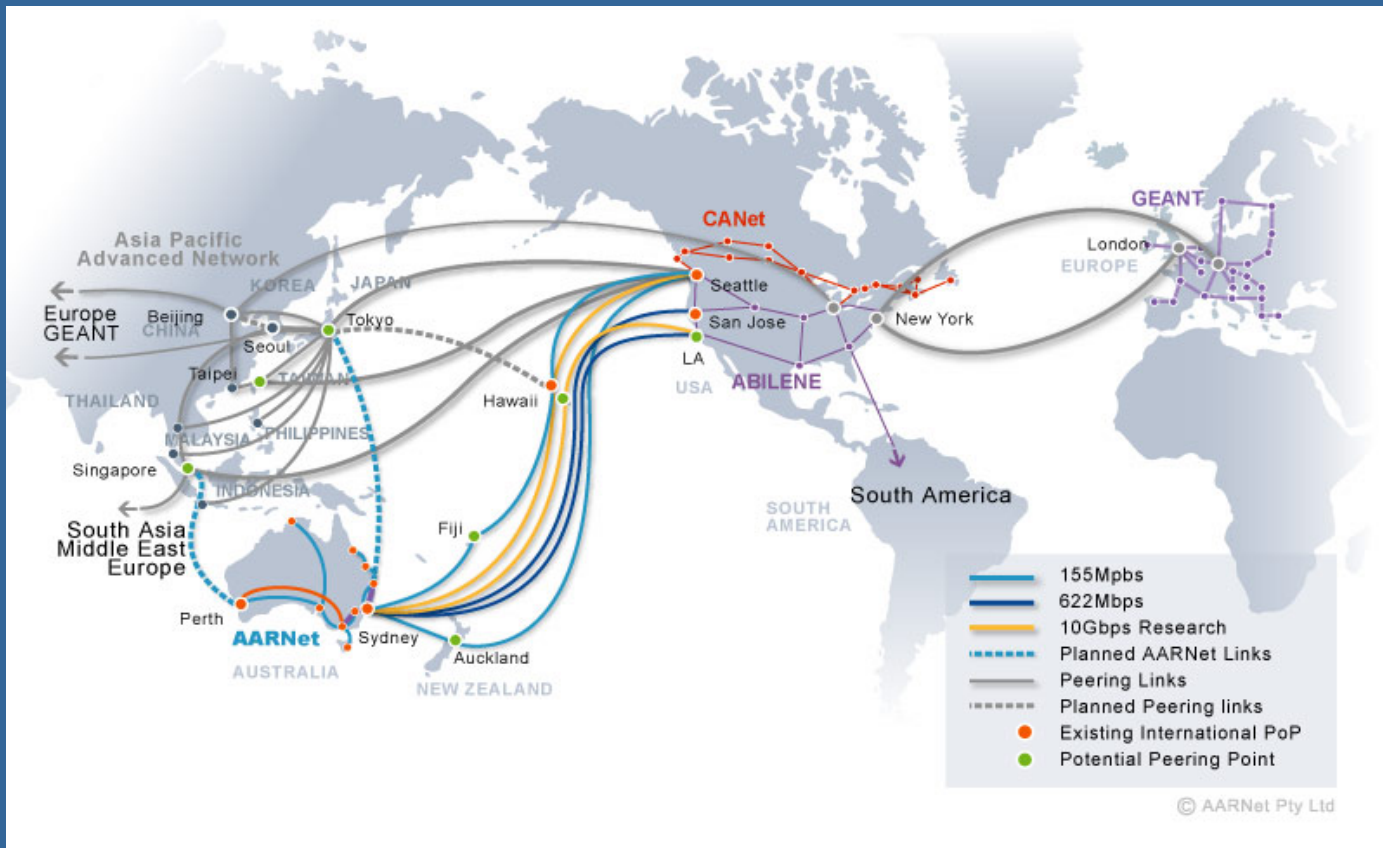 GEANT
CANet
London
EUROPE
Asia Pacific
Advanced Network
KOREA
JAPAN
Seattle
Europe
GEANT
Beijing
CHINA
Tokyo
San Jose
New York
Seoul
LA
Taipei
TAIWAN
USA
ABILENE
THAILAND
Hawaii
MALAYSIA
PHILIPPINES
Singapore
INDONESIA
South America
SOUTH
AMERICA
South Asia
Middle East
Europe
Fiji
Perth
AARNet
Sydney
Auckland
AUSTRALIA
NEW ZEALAND
155Mpbs
622Mbps
10Gbps Research
Planned AARNet Links
Peering Links
Planned Peering links
Existing International PoP
Potential Peering Point
© AARNet Pty Ltd